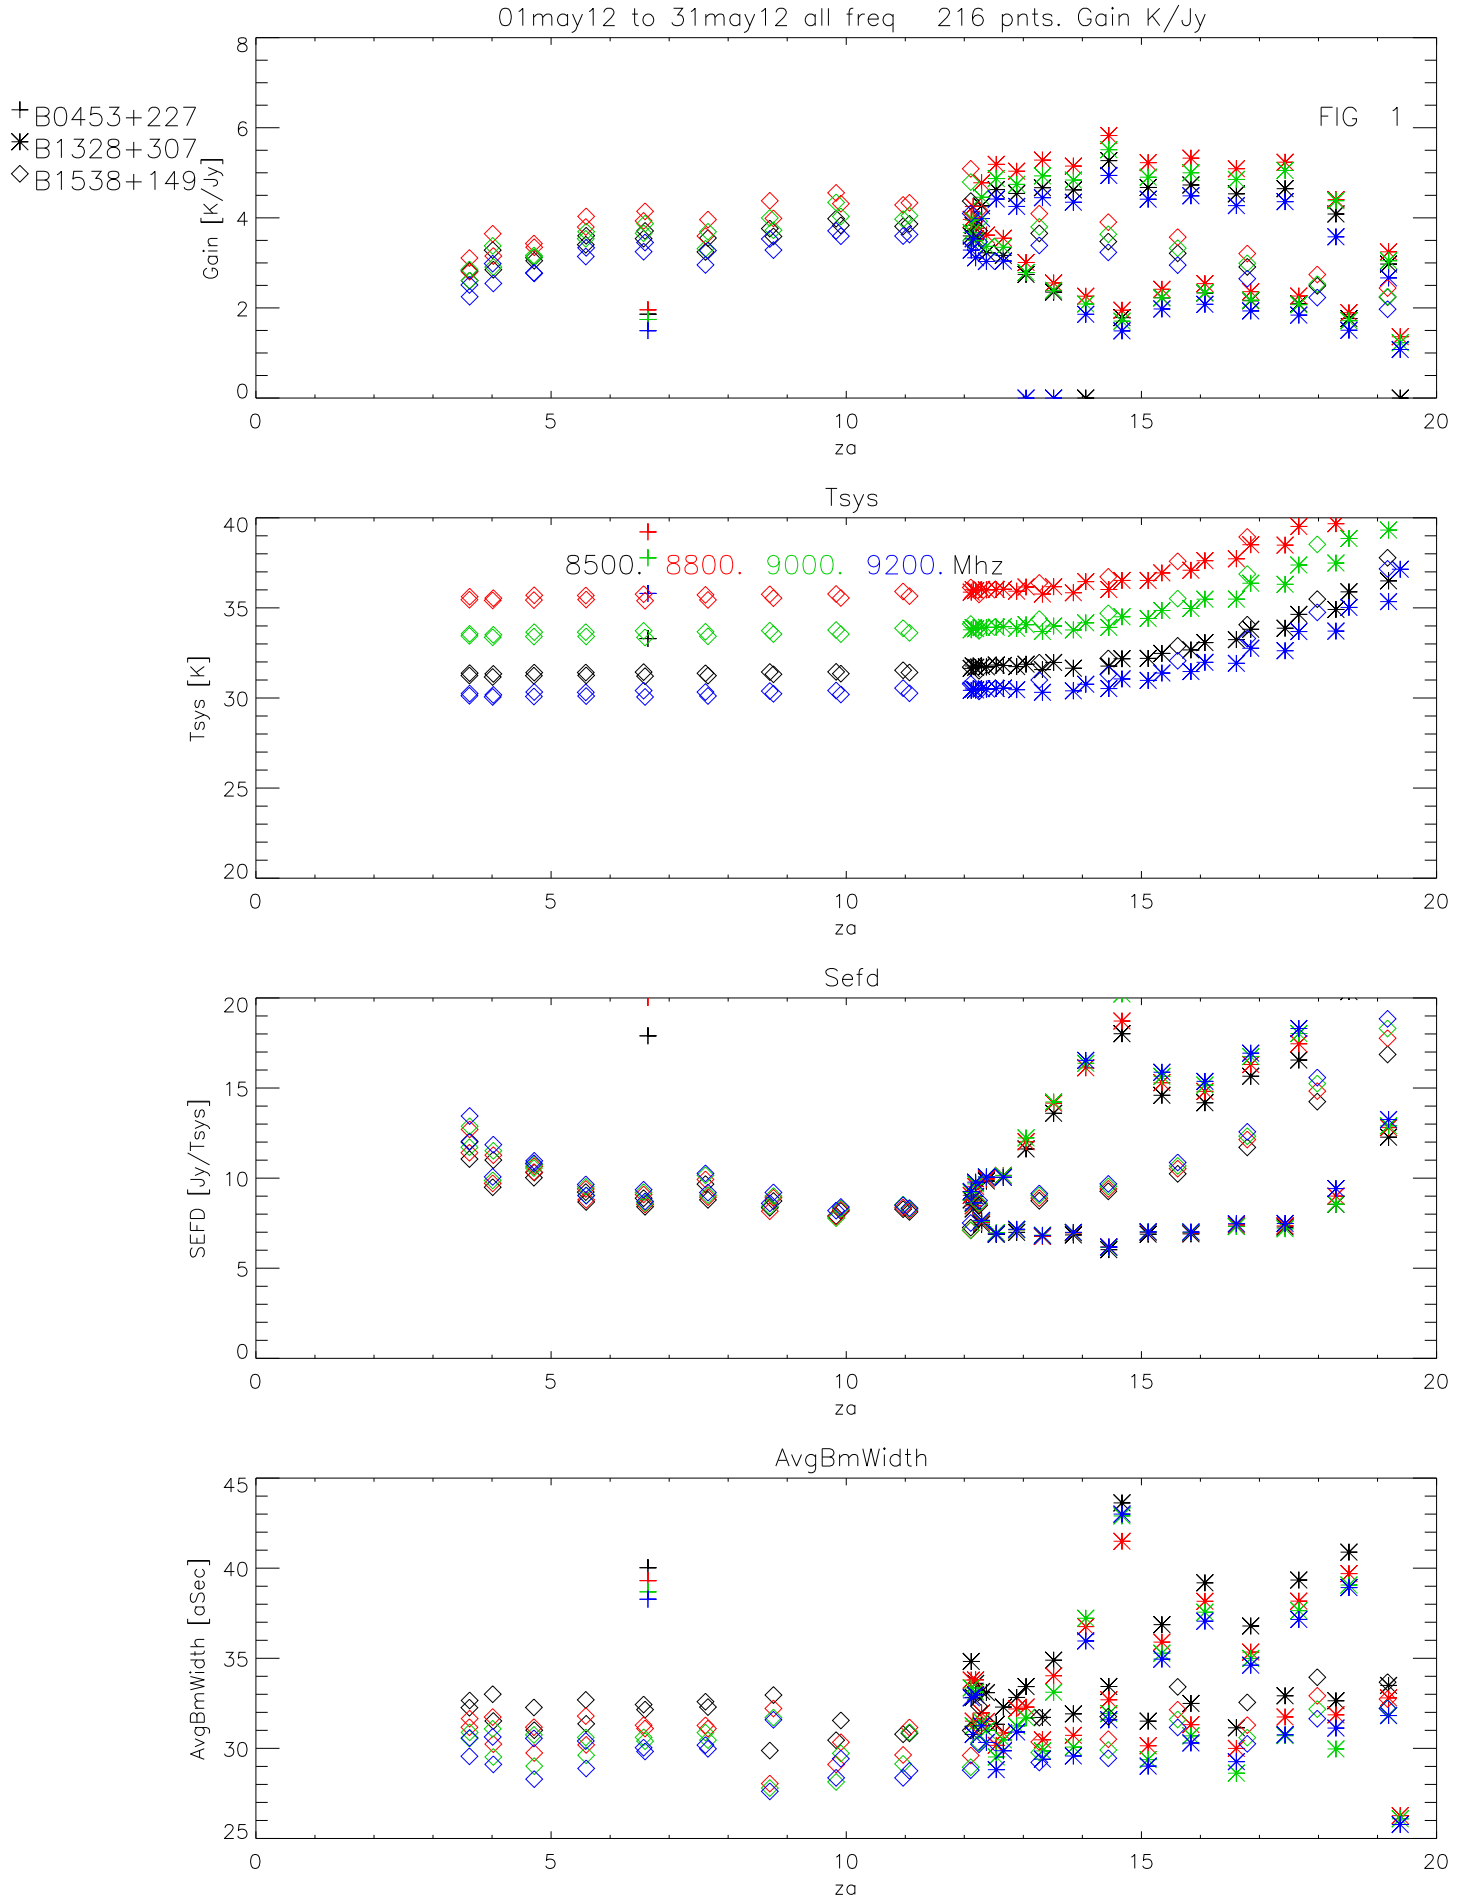 01may12 to 31may12 all freq 216 pnts. Gain K/Jy
B0453+227
B1328+307
B1538+149
FIG 1
Gain [K/Jy]
8
6
4
2
0
0 5 10 15 20
za
Tsys
8500. 8800. 9000. 9200. Mhz
Tsys [K]
40
35
30
25
20
0 5 10 15 20
za
Sefd
SEFD [Jy/Tsys]
20
15
10
5
0
0 5 10 15 20
za
AvgBmWidth
AvgBmWidth [aSec]
45
40
35
30
25
0 5 10 15 20
za